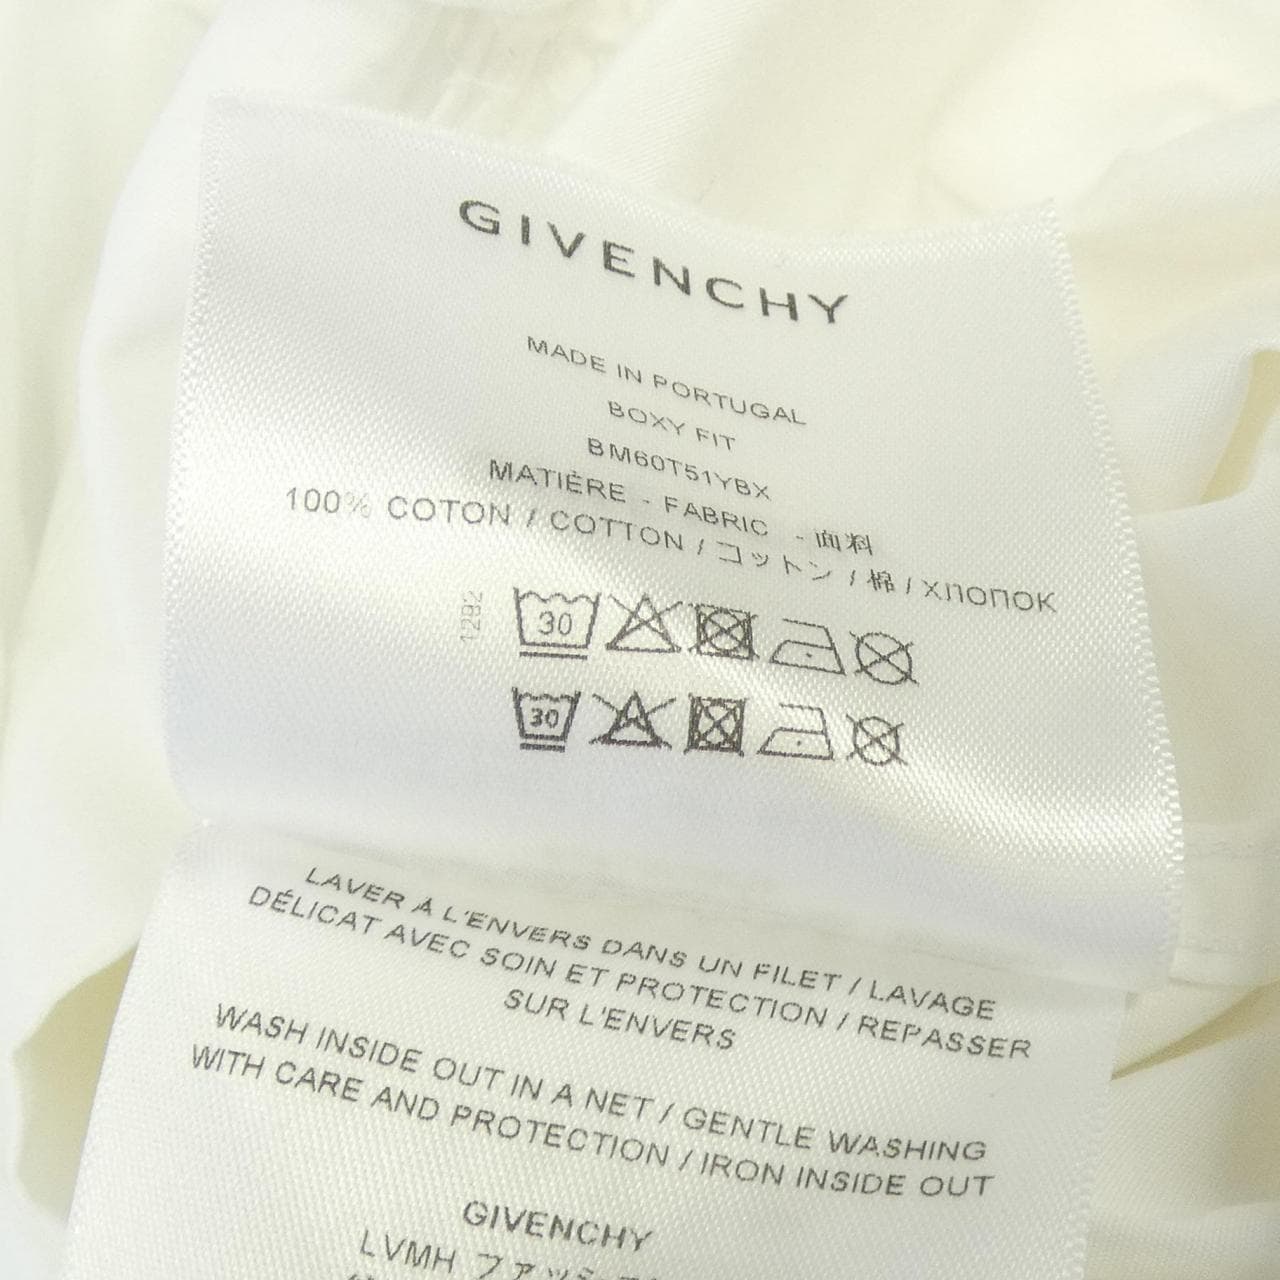 GIVENCHY
MADE IN PORTUGAL
BOXY FIT
BM60T51YBX
MATIÈRE - FABRIC - 面料
100% COTON / COTTON / コットン / 棉 / ХЛОПОК
1292
30
30
LAVER À L'ENVERS DANS UN FILET / LAVAGE
DÉLICAT AVEC SOIN ET PROTECTION / REPASSER
SUR L'ENVERS
WASH INSIDE OUT IN A NET / GENTLE WASHING
WITH CARE AND PROTECTION / IRON INSIDE OUT
GIVENCHY
LVMH